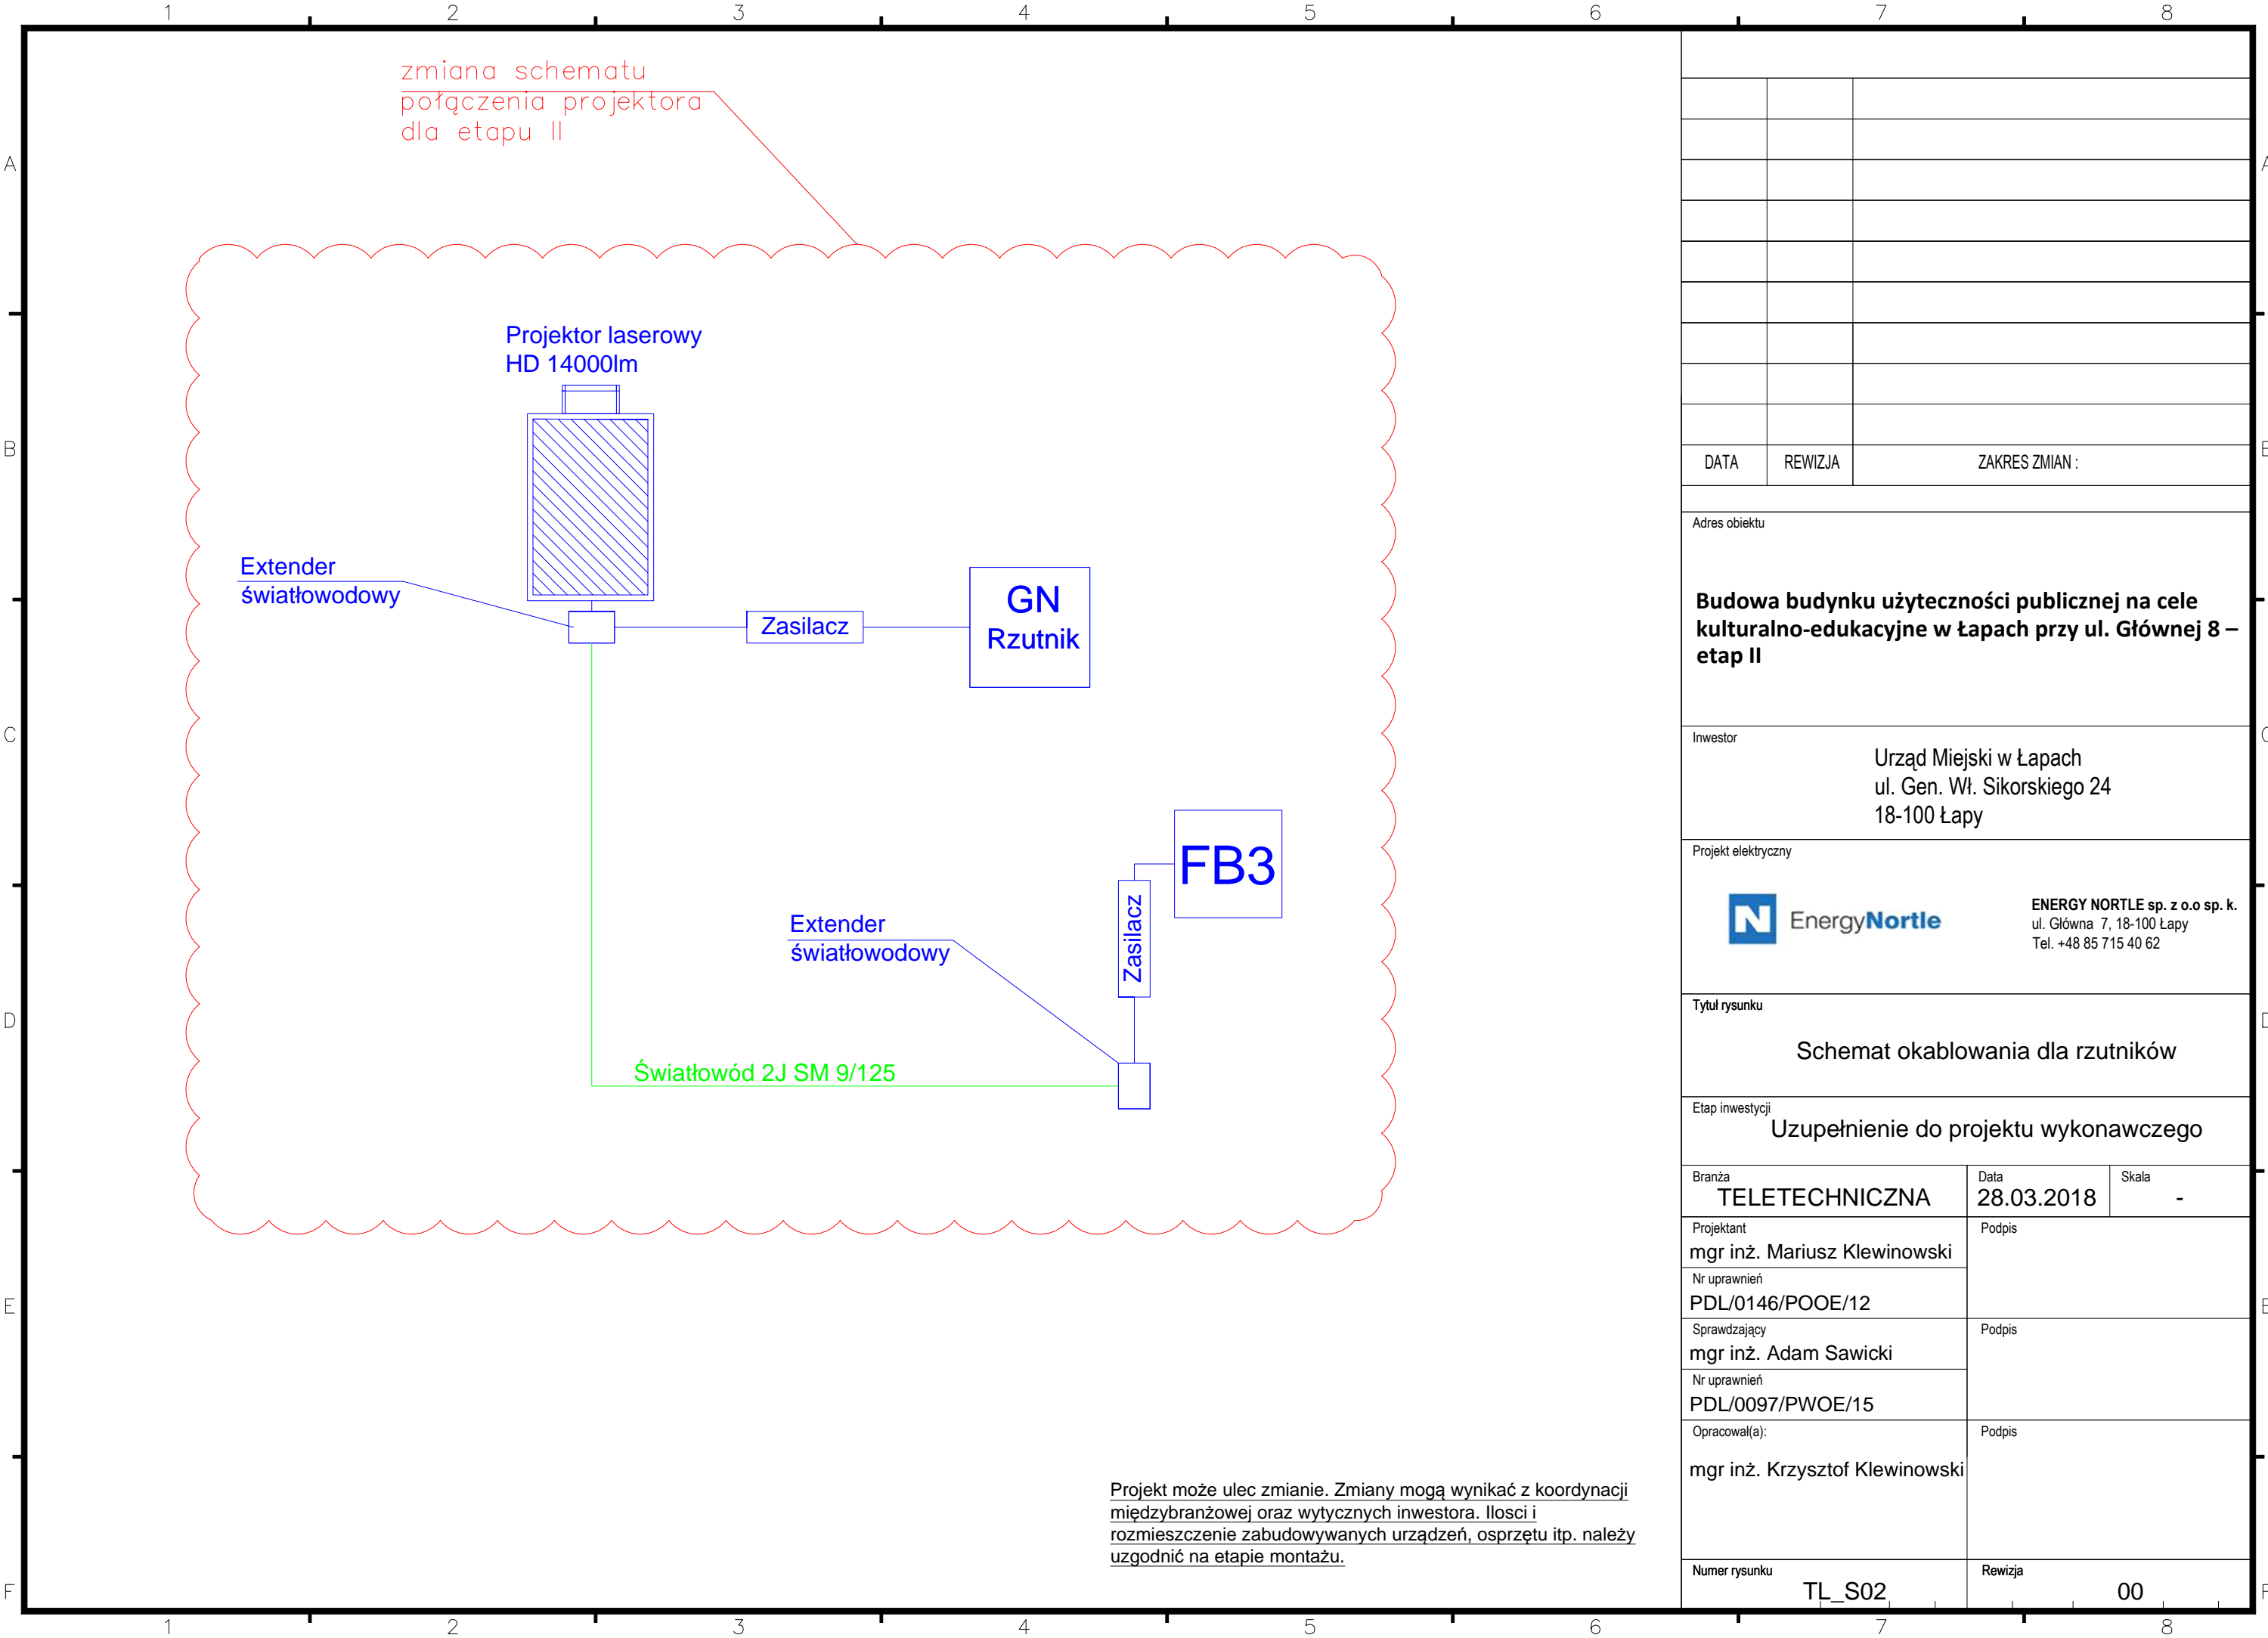 1 2 3 4 5 6 7 8
zmiana schematu
połączenia projektora
dla etapu II
A
A
Projektor laserowy
HD 14000lm
B
B
DATA REWIZJA ZAKRES ZMIAN :
Adres obiektu
Budowa budynku użyteczności publicznej na cele
kulturalno-edukacyjne w Łapach przy ul. Głównej 8 –
etap II
Extender
światłowodowy
Zasilacz
GN
Rzutnik
C
C
Inwestor
Urząd Miejski w Łapach
ul. Gen. Wł. Sikorskiego 24
18-100 Łapy
FB3
Zasilacz
Extender
światłowodowy
Projekt elektryczny
N EnergyNortle
ENERGY NORTLE sp. z o.o sp. k.
ul. Główna 7, 18-100 Łapy
Tel. +48 85 715 40 62
D
D
Światłowód 2J SM 9/125
Tytuł rysunku
Schemat okablowania dla rzutników
Etap inwestycji
Uzupełnienie do projektu wykonawczego
Branża
TELETECHNICZNA
Data
28.03.2018
Skala
-
Projektant
mgr inż. Mariusz Klewinowski
Podpis
Nr uprawnień
PDL/0146/POOE/12
E
E
Sprawdzający
mgr inż. Adam Sawicki
Podpis
Nr uprawnień
PDL/0097/PWOE/15
Opracował(a):
mgr inż. Krzysztof Klewinowski
Podpis
Projekt może ulec zmianie. Zmiany mogą wynikać z koordynacji
międzybranżowej oraz wytycznych inwestora. Ilosci i
rozmieszczenie zabudowywanych urządzeń, osprzętu itp. należy
uzgodnić na etapie montażu.
Numer rysunku
TL_S02
Rewizja
00
F
F
1 2 3 4 5 6 7 8